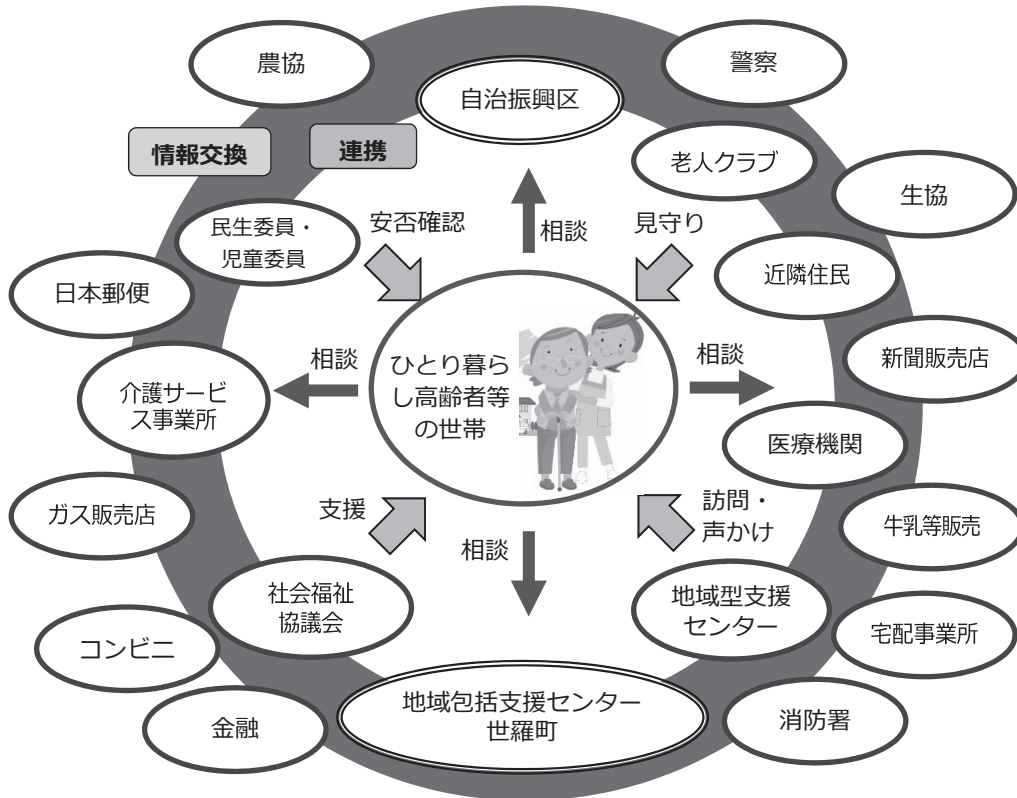 農協
警察
自治振興区
情報交換
連携
老人クラブ
生協
民生委員・
児童委員
安否確認
相談
見守り
近隣住民
日本郵便
相談
ひとり暮ら
し高齢者等
の世帯
相談
新聞販売店
介護サービ
ス事業所
医療機関
ガス販売店
支援
相談
訪問・
声かけ
牛乳等販売
社会福祉
協議会
地域型支援
センター
宅配事業所
コンビニ
地域包括支援センター
世羅町
金融
消防署